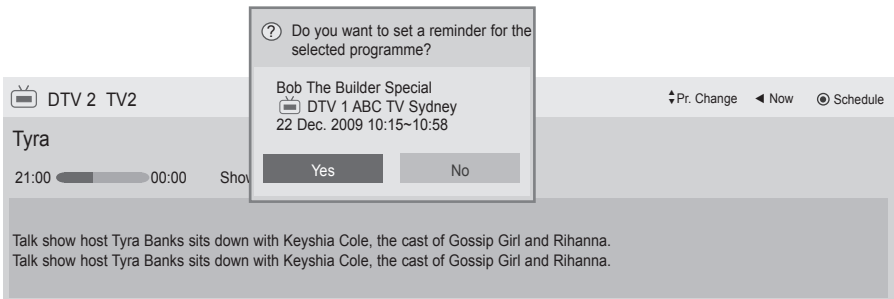 ? Do you want to set a reminder for the
selected programme?
Bob The Builder Special
DTV 1 ABC TV Sydney
22 Dec. 2009 10:15~10:58
Yes No
DTV 2 TV2 Pr. Change Now Schedule
Tyra
21:00 00:00
Talk show host Tyra Banks sits down with Keyshia Cole, the cast of Gossip Girl and Rihanna.
Talk show host Tyra Banks sits down with Keyshia Cole, the cast of Gossip Girl and Rihanna.